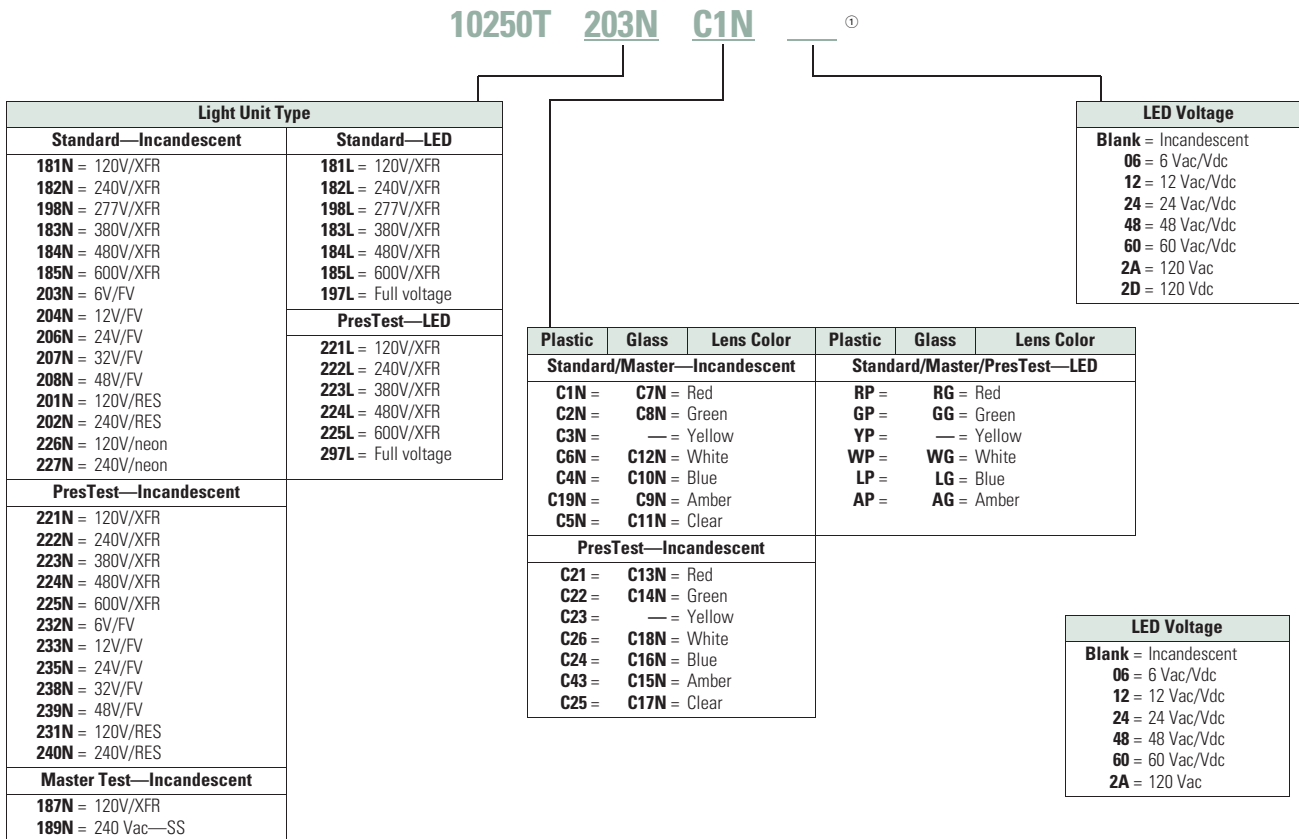 10250T 203N C1N ①
Light Unit Type
Standard—Incandescent
181N = 120V/XFR
182N = 240V/XFR
198N = 277V/XFR
183N = 380V/XFR
184N = 480V/XFR
185N = 600V/XFR
203N = 6V/FV
204N = 12V/FV
206N = 24V/FV
207N = 32V/FV
208N = 48V/FV
201N = 120V/RES
202N = 240V/RES
226N = 120V/neon
227N = 240V/neon
PresTest—Incandescent
221N = 120V/XFR
222N = 240V/XFR
223N = 380V/XFR
224N = 480V/XFR
225N = 600V/XFR
232N = 6V/FV
233N = 12V/FV
235N = 24V/FV
238N = 32V/FV
239N = 48V/FV
231N = 120V/RES
240N = 240V/RES
Master Test—Incandescent
187N = 120V/XFR
189N = 240 Vac—SS
Standard—LED
181L = 120V/XFR
182L = 240V/XFR
198L = 277V/XFR
183L = 380V/XFR
184L = 480V/XFR
185L = 600V/XFR
197L = Full voltage
PresTest—LED
221L = 120V/XFR
222L = 240V/XFR
223L = 380V/XFR
224L = 480V/XFR
225L = 600V/XFR
297L = Full voltage
Plastic Glass Lens Color
Standard/Master—Incandescent
C1N = C7N = Red
C2N = C8N = Green
C3N = — = Yellow
C6N = C12N = White
C4N = C10N = Blue
C19N = C9N = Amber
C5N = C11N = Clear
PresTest—Incandescent
C21 = C13N = Red
C22 = C14N = Green
C23 = — = Yellow
C26 = C18N = White
C24 = C16N = Blue
C43 = C15N = Amber
C25 = C17N = Clear
Plastic Glass Lens Color
Standard/Master/PresTest—LED
RP = RG = Red
GP = GG = Green
YP = — = Yellow
WP = WG = White
LP = LG = Blue
AP = AG = Amber
LED Voltage
Blank = Incandescent
06 = 6 Vac/Vdc
12 = 12 Vac/Vdc
24 = 24 Vac/Vdc
48 = 48 Vac/Vdc
60 = 60 Vac/Vdc
2A = 120 Vac
2D = 120 Vdc
LED Voltage
Blank = Incandescent
06 = 6 Vac/Vdc
12 = 12 Vac/Vdc
24 = 24 Vac/Vdc
48 = 48 Vac/Vdc
60 = 60 Vac/Vdc
2A = 120 Vac